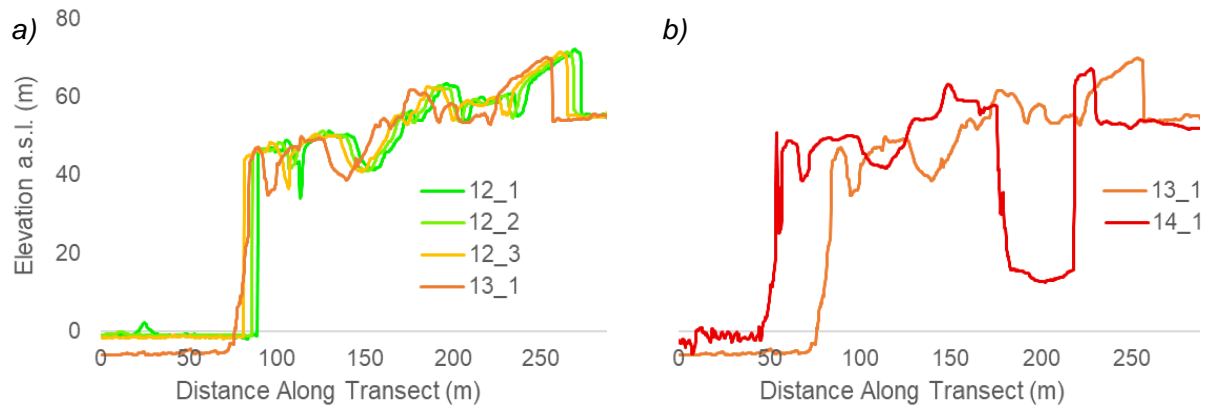 a)
Elevation a.s.l. (m)
80
60
40
20
0
0 50 100 150 200 250
Distance Along Transect (m)
12_1
12_2
12_3
13_1
b)
0 50 100 150 200 250
Distance Along Transect (m)
13_1
14_1